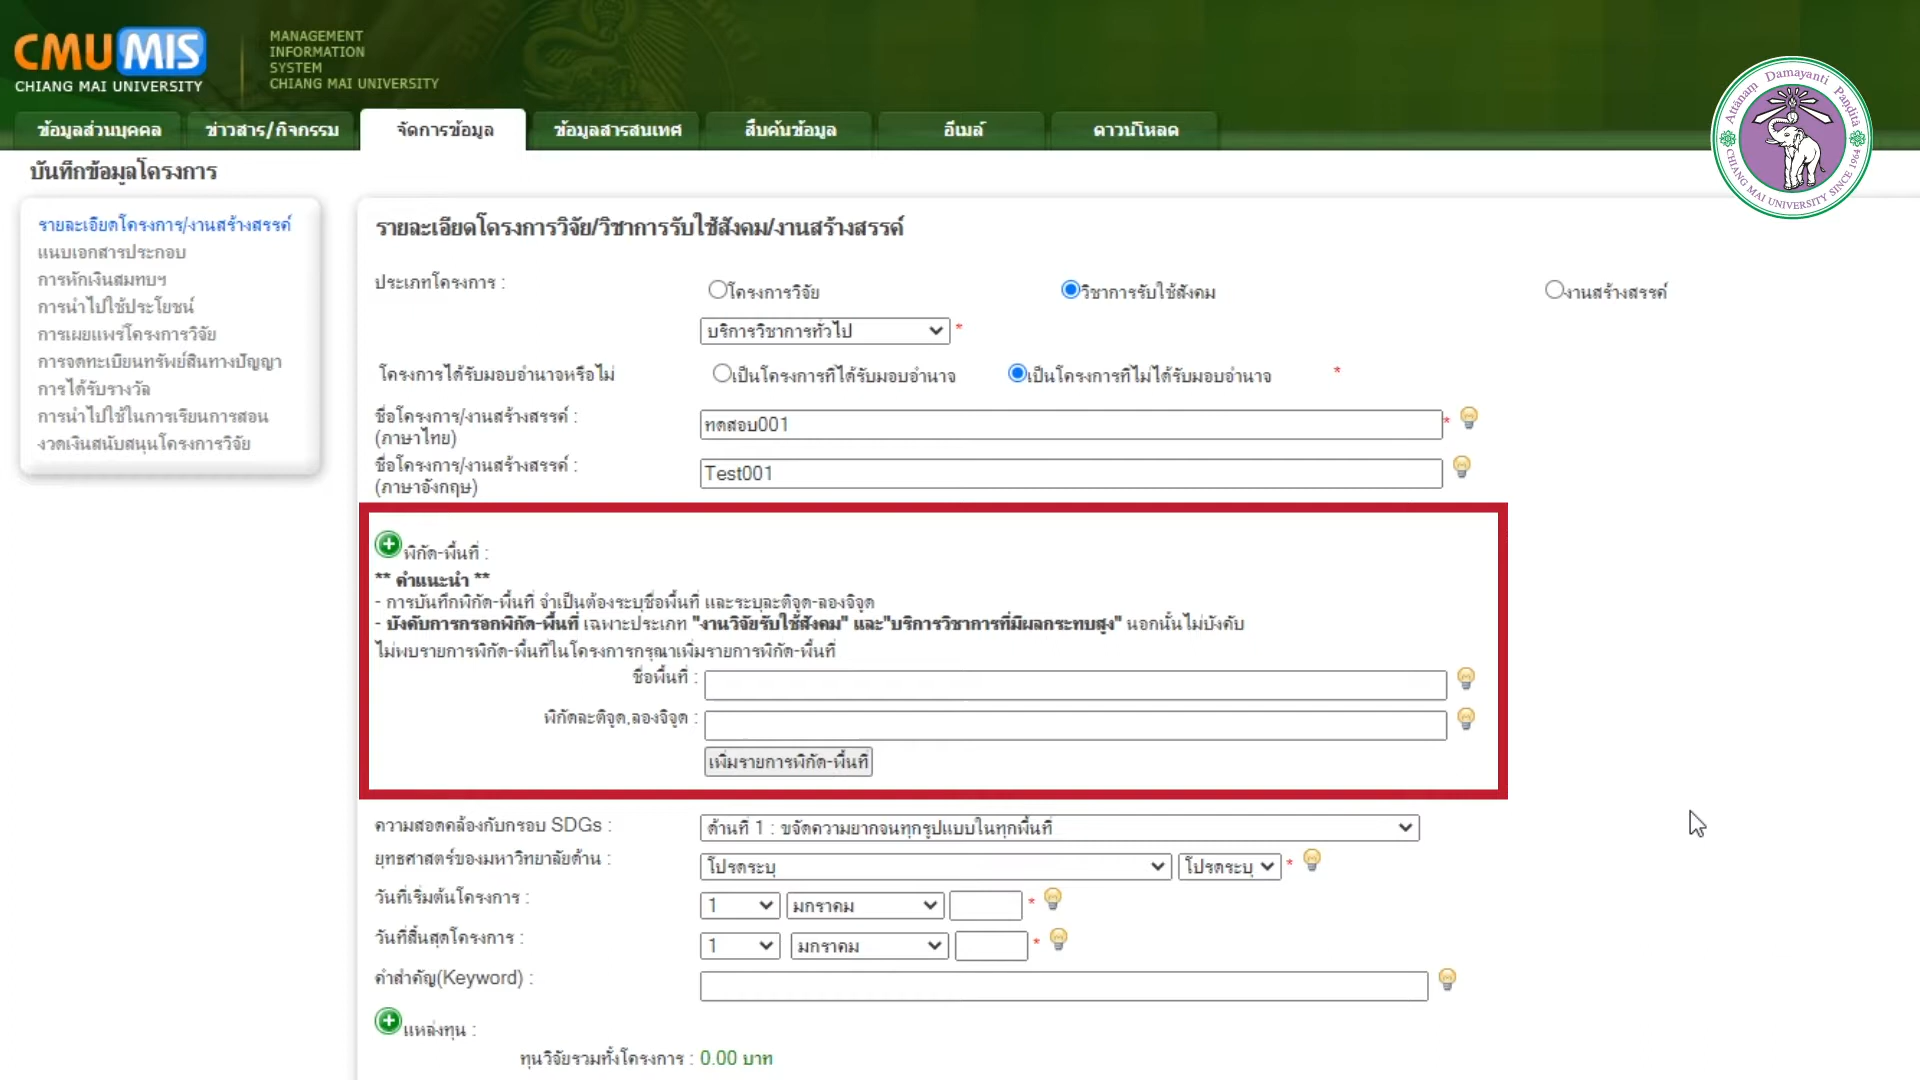 CMU MIS
CHIANG MAI UNIVERSITY
MANAGEMENT
INFORMATION
SYSTEM
CHIANG MAI UNIVERSITY
Attānaṃ Damayanti Paṇḍitā
CHIANG MAI UNIVERSITY SINCE 1964
ข้อมูลส่วนบุคคล ข่าวสาร/กิจกรรม จัดการข้อมูล ข้อมูลสารสนเทศ สืบค้นข้อมูล อีเมล์ ดาวน์โหลด
บันทึกข้อมูลโครงการ
รายละเอียดโครงการ/งานสร้างสรรค์
แนบเอกสารประกอบ
การหักเงินสมทบฯ
การนำไปใช้ประโยชน์
การเผยแพร่โครงการวิจัย
การจดทะเบียนทรัพย์สินทางปัญญา
การได้รับรางวัล
การนำไปใช้ในการเรียนการสอน
งวดเงินสนับสนุนโครงการวิจัย
รายละเอียดโครงการวิจัย/วิชาการรับใช้สังคม/งานสร้างสรรค์
ประเภทโครงการ : โครงการวิจัย วิชาการรับใช้สังคม งานสร้างสรรค์
บริการวิชาการทั่วไป *
โครงการได้รับมอบอำนาจหรือไม่ เป็นโครงการที่ได้รับมอบอำนาจ เป็นโครงการที่ไม่ได้รับมอบอำนาจ *
ชื่อโครงการ/งานสร้างสรรค์ :
(ภาษาไทย)
ทดสอบ001 *
ชื่อโครงการ/งานสร้างสรรค์ :
(ภาษาอังกฤษ)
Test001
พิกัด-พื้นที่ :
** คำแนะนำ **
- การบันทึกพิกัด-พื้นที่ จำเป็นต้องระบุชื่อพื้นที่ และระบุละติจูด-ลองจิจูด
- บังคับการกรอกพิกัด-พื้นที่ เฉพาะประเภท "งานวิจัยรับใช้สังคม" และ"บริการวิชาการที่มีผลกระทบสูง" นอกนั้นไม่บังคับ
ไม่พบรายการพิกัด-พื้นที่ในโครงการกรุณาเพิ่มรายการพิกัด-พื้นที่
ชื่อพื้นที่ :
พิกัดละติจูด,ลองจิจูด :
เพิ่มรายการพิกัด-พื้นที่
ความสอดคล้องกับกรอบ SDGs : ด้านที่ 1 : ขจัดความยากจนทุกรูปแบบในทุกพื้นที่
ยุทธศาสตร์ของมหาวิทยาลัยด้าน : โปรดระบุ โปรดระบุ *
วันที่เริ่มต้นโครงการ : 1 มกราคม *
วันที่สิ้นสุดโครงการ : 1 มกราคม *
คำสำคัญ(Keyword) :
แหล่งทุน :
ทุนวิจัยรวมทั้งโครงการ : 0.00 บาท